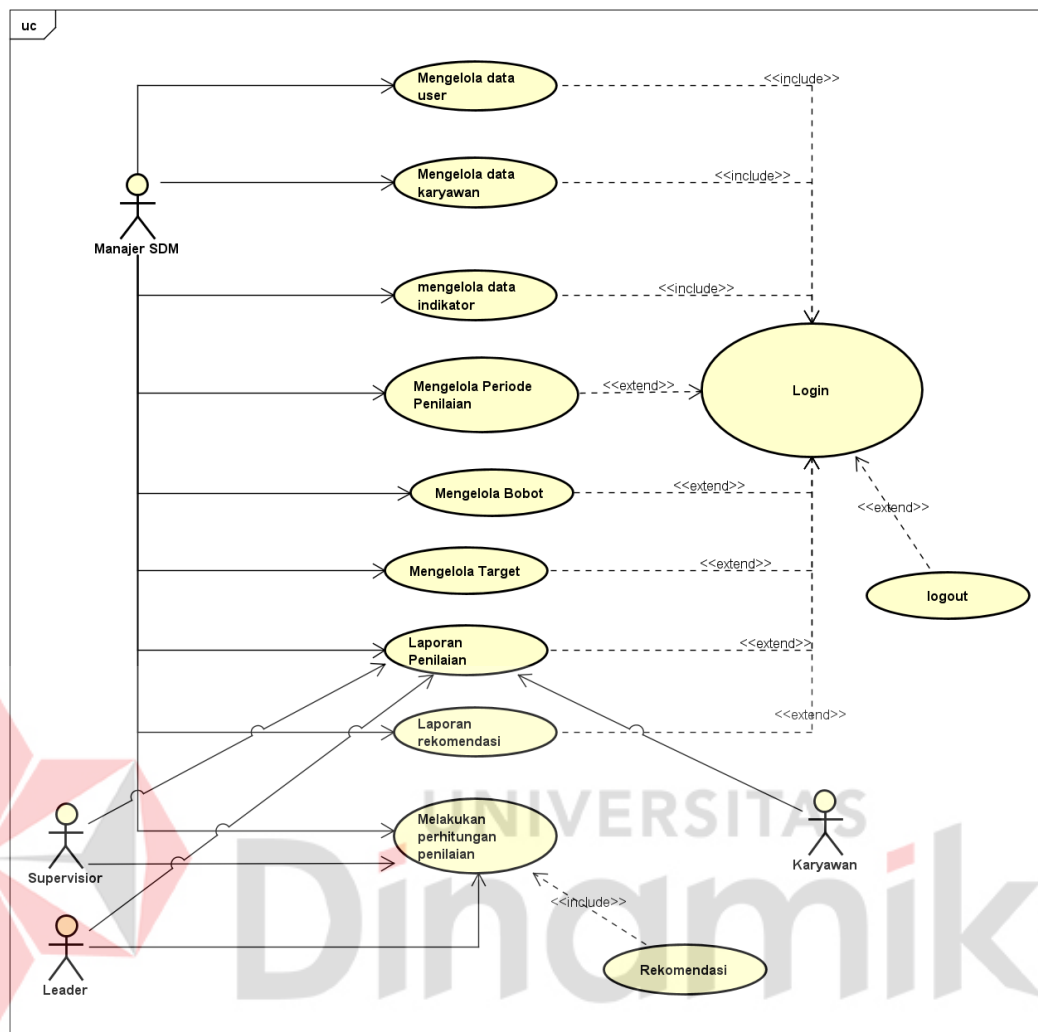 uc
Mengelola data
user
<<include>>
Mengelola data
karyawan
<<include>>
Manajer SDM
mengelola data
indikator
<<include>>
Login
Mengelola Periode
Penilaian
<<extend>>
Mengelola Bobot
<<extend>>
<<extend>>
Mengelola Target
<<extend>>
logout
Laporan
Penilaian
<<extend>>
Laporan
rekomendasi
<<extend>>
UNIVERSITAS
Dinamik
Melakukan
perhitungan
penilaian
Karyawan
Supervisior
<<include>>
Rekomendasi
Leader